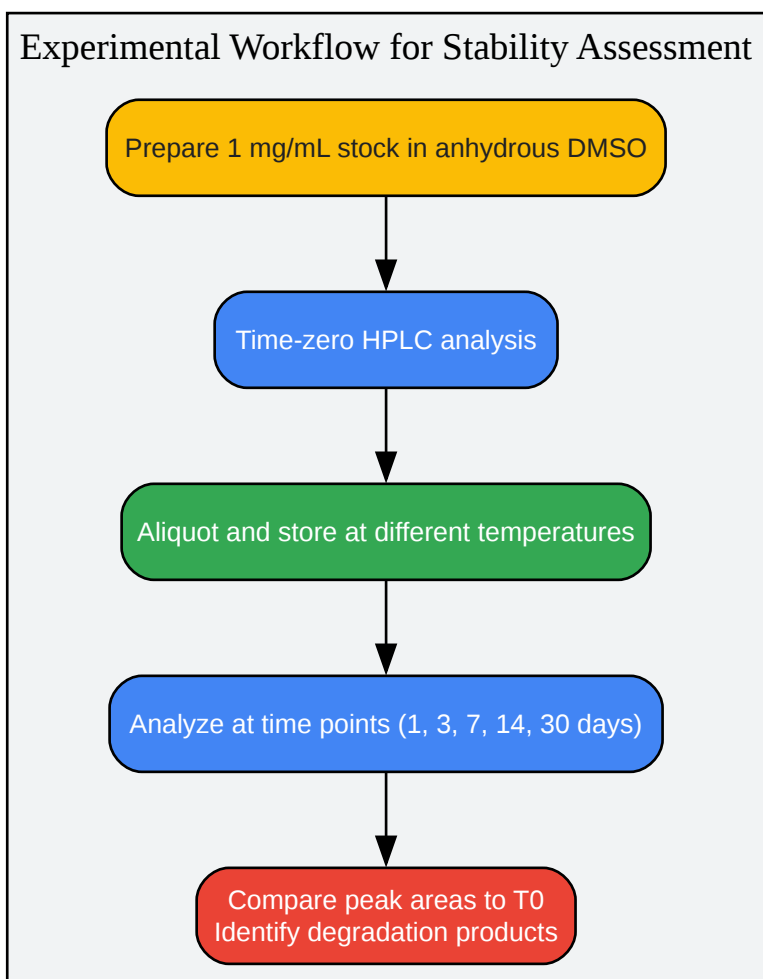 Experimental Workflow for Stability Assessment
Prepare 1 mg/mL stock in anhydrous DMSO
Time-zero HPLC analysis
Aliquot and store at different temperatures
Analyze at time points (1, 3, 7, 14, 30 days)
Compare peak areas to T0
Identify degradation products